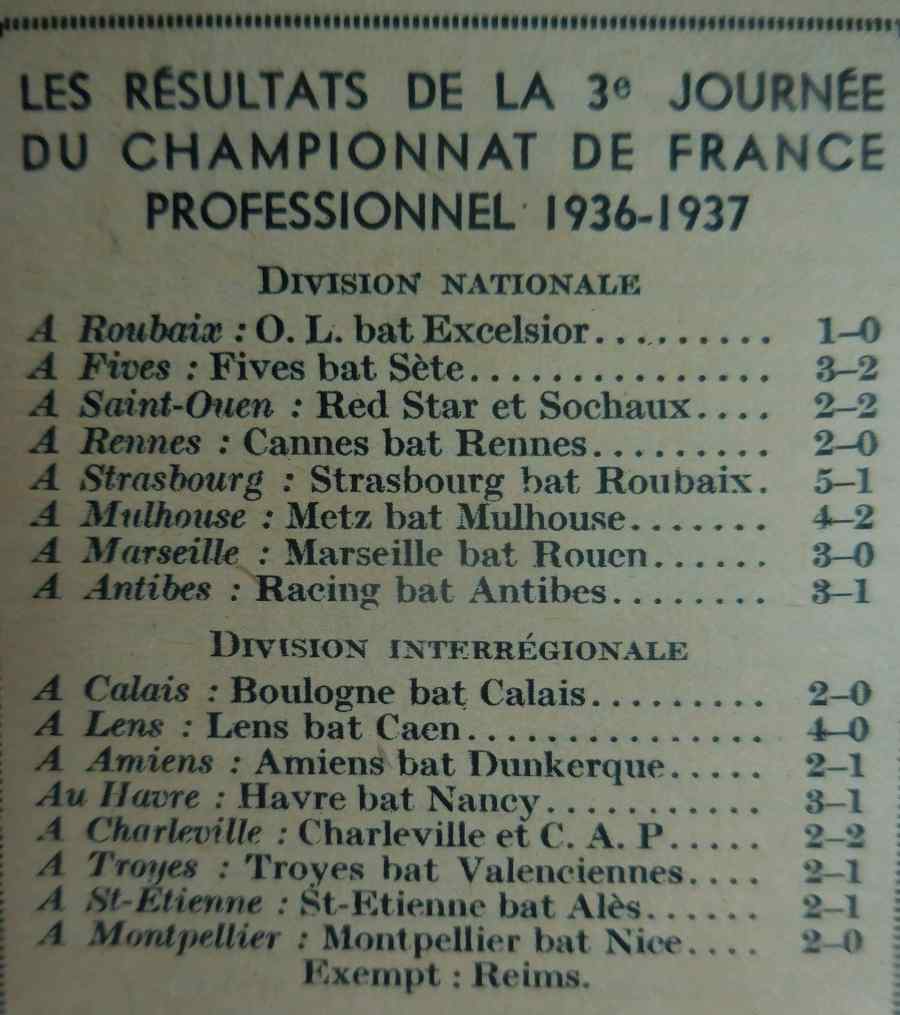 LES RÉSULTATS DE LA 3e JOURNÉE
DU CHAMPIONNAT DE FRANCE
PROFESSIONNEL 1936-1937
DIVISION NATIONALE
A Roubaix : O. L. bat Excelsior......... 1–0
A Fives : Fives bat Sète................ 3–2
A Saint-Ouen : Red Star et Sochaux.... 2–2
A Rennes : Cannes bat Rennes......... 2–0
A Strasbourg : Strasbourg bat Roubaix. 5–1
A Mulhouse : Metz bat Mulhouse....... 4–2
A Marseille : Marseille bat Rouen...... 3–0
A Antibes : Racing bat Antibes........ 3–1
DIVISION INTERRÉGIONALE
A Calais : Boulogne bat Calais......... 2–0
A Lens : Lens bat Caen............... 4–0
A Amiens : Amiens bat Dunkerque..... 2–1
Au Havre : Havre bat Nancy........... 3–1
A Charleville : Charleville et C. A. P..... 2–2
A Troyes : Troyes bat Valenciennes.... 2–1
A St-Etienne : St-Etienne bat Alès...... 2–1
A Montpellier : Montpellier bat Nice.... 2–0
Exempt : Reims.